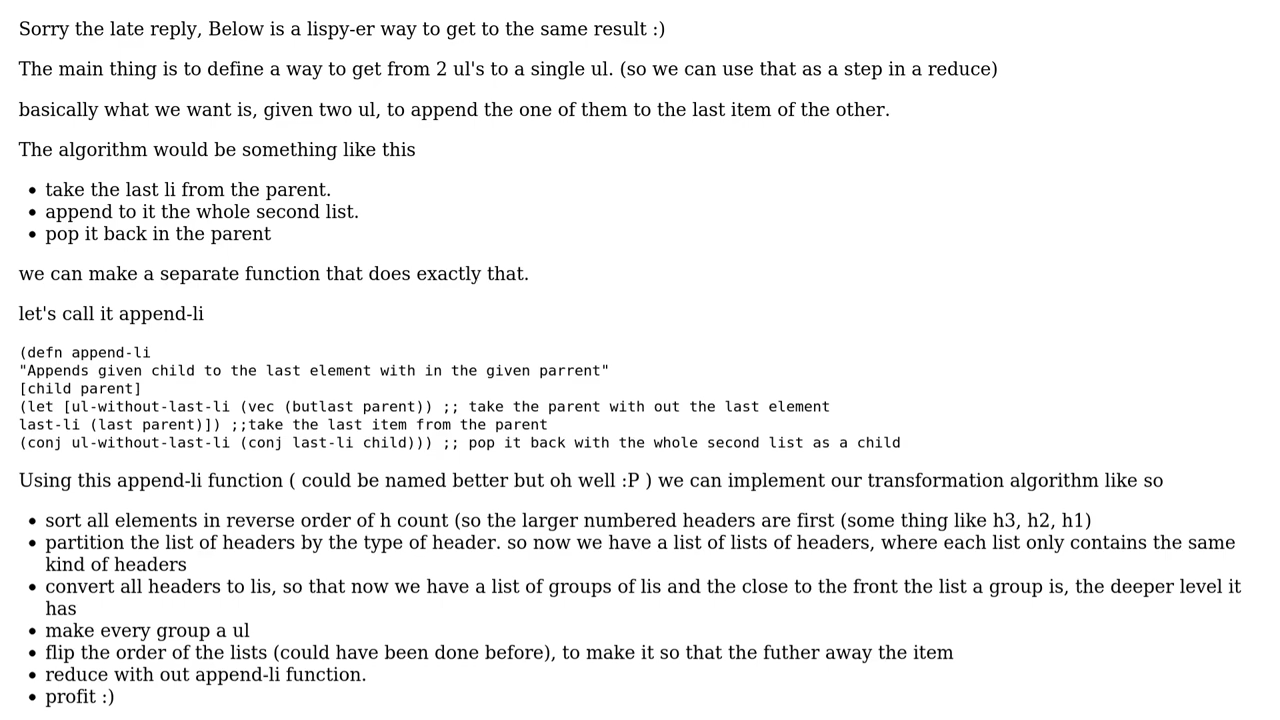 Sorry the late reply, Below is a lispy-er way to get to the same result :)
The main thing is to define a way to get from 2 ul's to a single ul. (so we can use that as a step in a reduce)
basically what we want is, given two ul, to append the one of them to the last item of the other.
The algorithm would be something like this
• take the last li from the parent.
• append to it the whole second list.
• pop it back in the parent
we can make a separate function that does exactly that.
let's call it append-li
(defn append-li
"Appends given child to the last element with in the given parrent"
[child parent]
(let [ul-without-last-li (vec (butlast parent)) ;; take the parent with out the last element
last-li (last parent)]) ;;take the last item from the parent
(conj ul-without-last-li (conj last-li child))) ;; pop it back with the whole second list as a child
Using this append-li function ( could be named better but oh well :P ) we can implement our transformation algorithm like so
• sort all elements in reverse order of h count (so the larger numbered headers are first (some thing like h3, h2, h1)
• partition the list of headers by the type of header. so now we have a list of lists of headers, where each list only contains the same
kind of headers
• convert all headers to lis, so that now we have a list of groups of lis and the close to the front the list a group is, the deeper level it
has
• make every group a ul
• flip the order of the lists (could have been done before), to make it so that the futher away the item
• reduce with out append-li function.
• profit :)